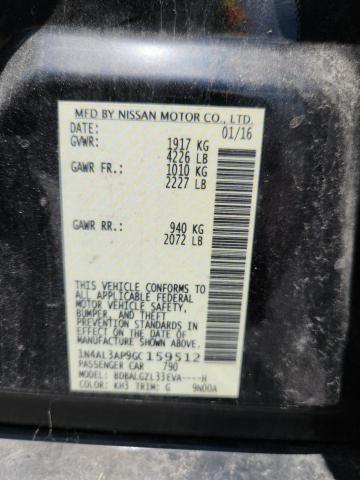 MFD BY NISSAN MOTOR CO., LTD.
DATE: 01/16
GVWR: 1917 KG
4226 LB
GAWR FR.: 1010 KG
2227 LB
GAWR RR.: 940 KG
2072 LB
THIS VEHICLE CONFORMS TO
ALL APPLICABLE FEDERAL
MOTOR VEHICLE SAFETY,
BUMPER, AND THEFT
PREVENTION STANDARDS
IN EFFECT ON THE DATE OF
MANUFACTURE SHOWN ABOVE.
1N4AL3AP9GC159512
PASSENGER CAR 790
MODEL: BDBALGZL33EVA----H
COLOR: KH3 TRIM: G 9N00A